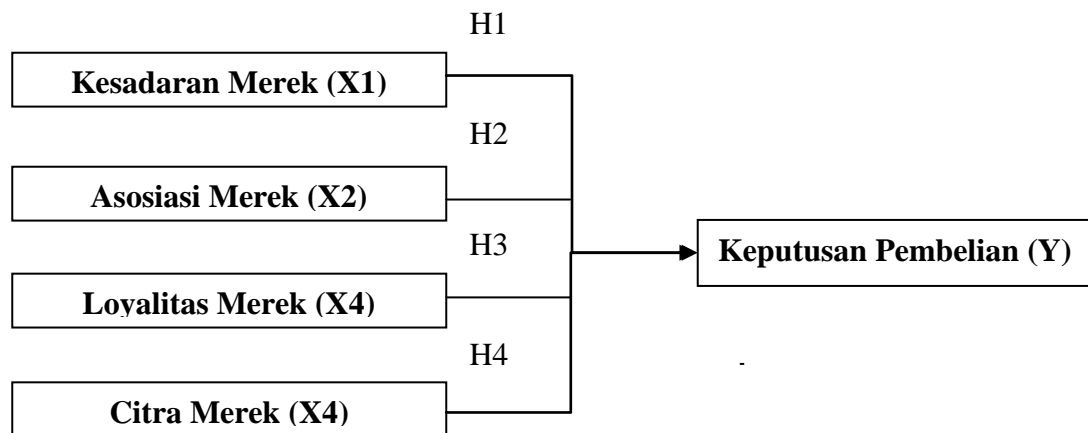 H1
Kesadaran Merek (X1)
H2
Asosiasi Merek (X2)
H3
Keputusan Pembelian (Y)
Loyalitas Merek (X4)
H4
-
Citra Merek (X4)